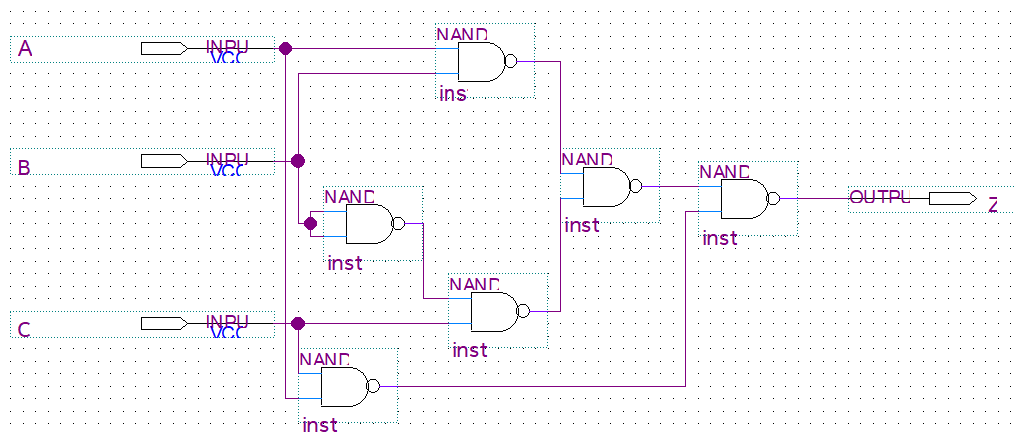 NAND
A
INPU
VCC
ins
B
INPU
VCC
NAND
NAND
NAND
OUTPU
Z
inst
inst
inst
NAND
C
INPU
VCC
inst
NAND
inst